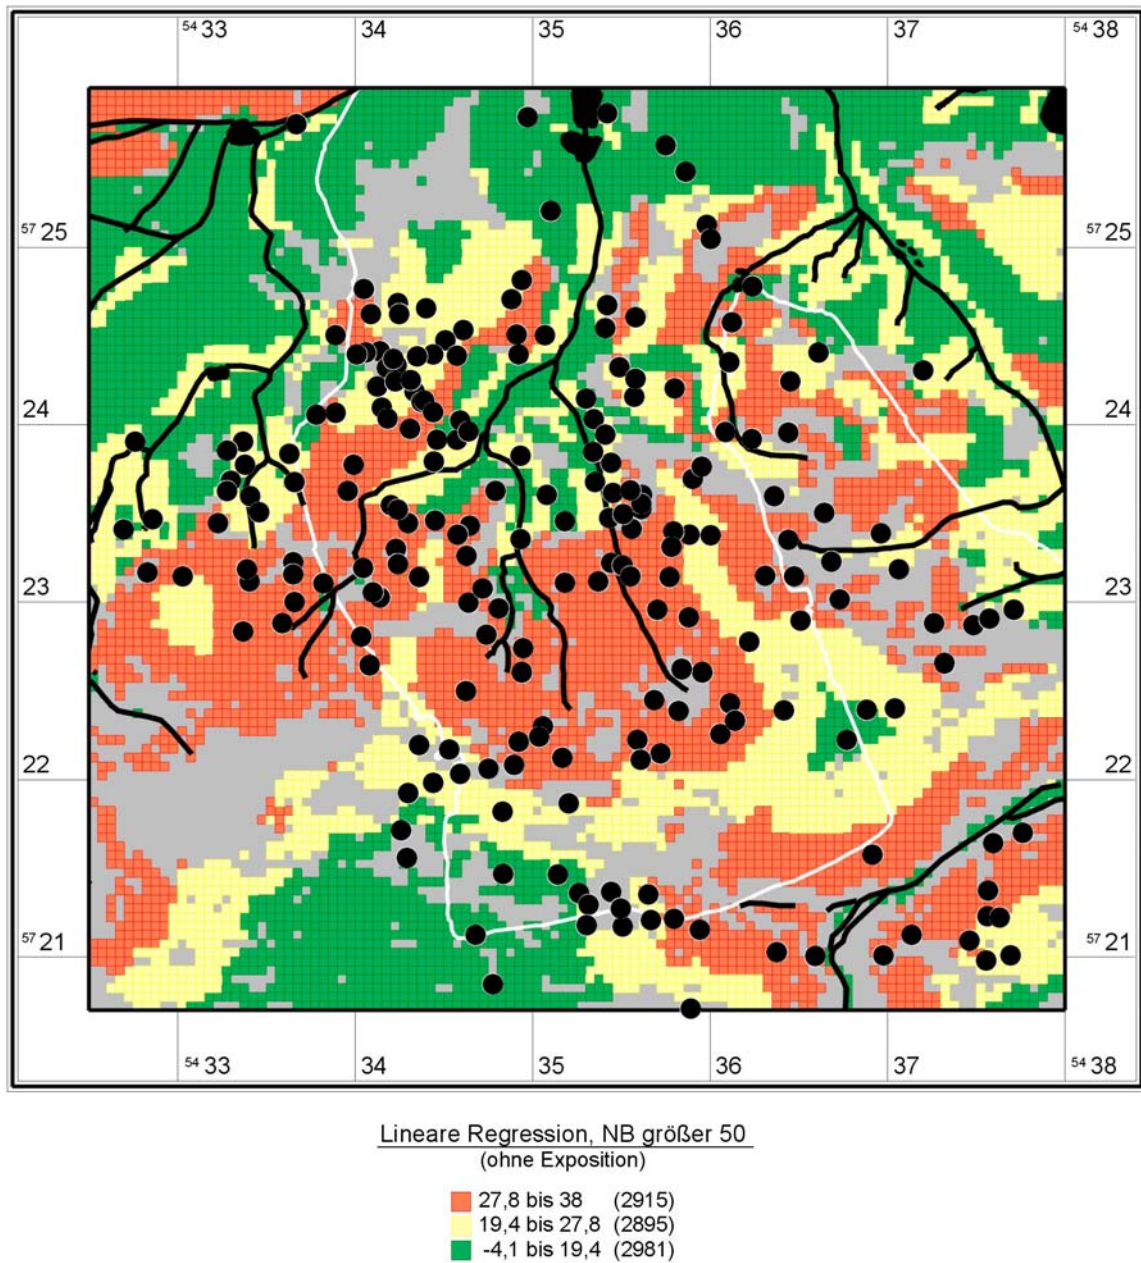 54 33 34 35 36 37 54 38
57 25 57 25
24 24
23 23
22 22
57 21 57 21
54 33 34 35 36 37 54 38
Lineare Regression, NB größer 50
(ohne Exposition)
27,8 bis 38 (2915)
19,4 bis 27,8 (2895)
-4,1 bis 19,4 (2981)